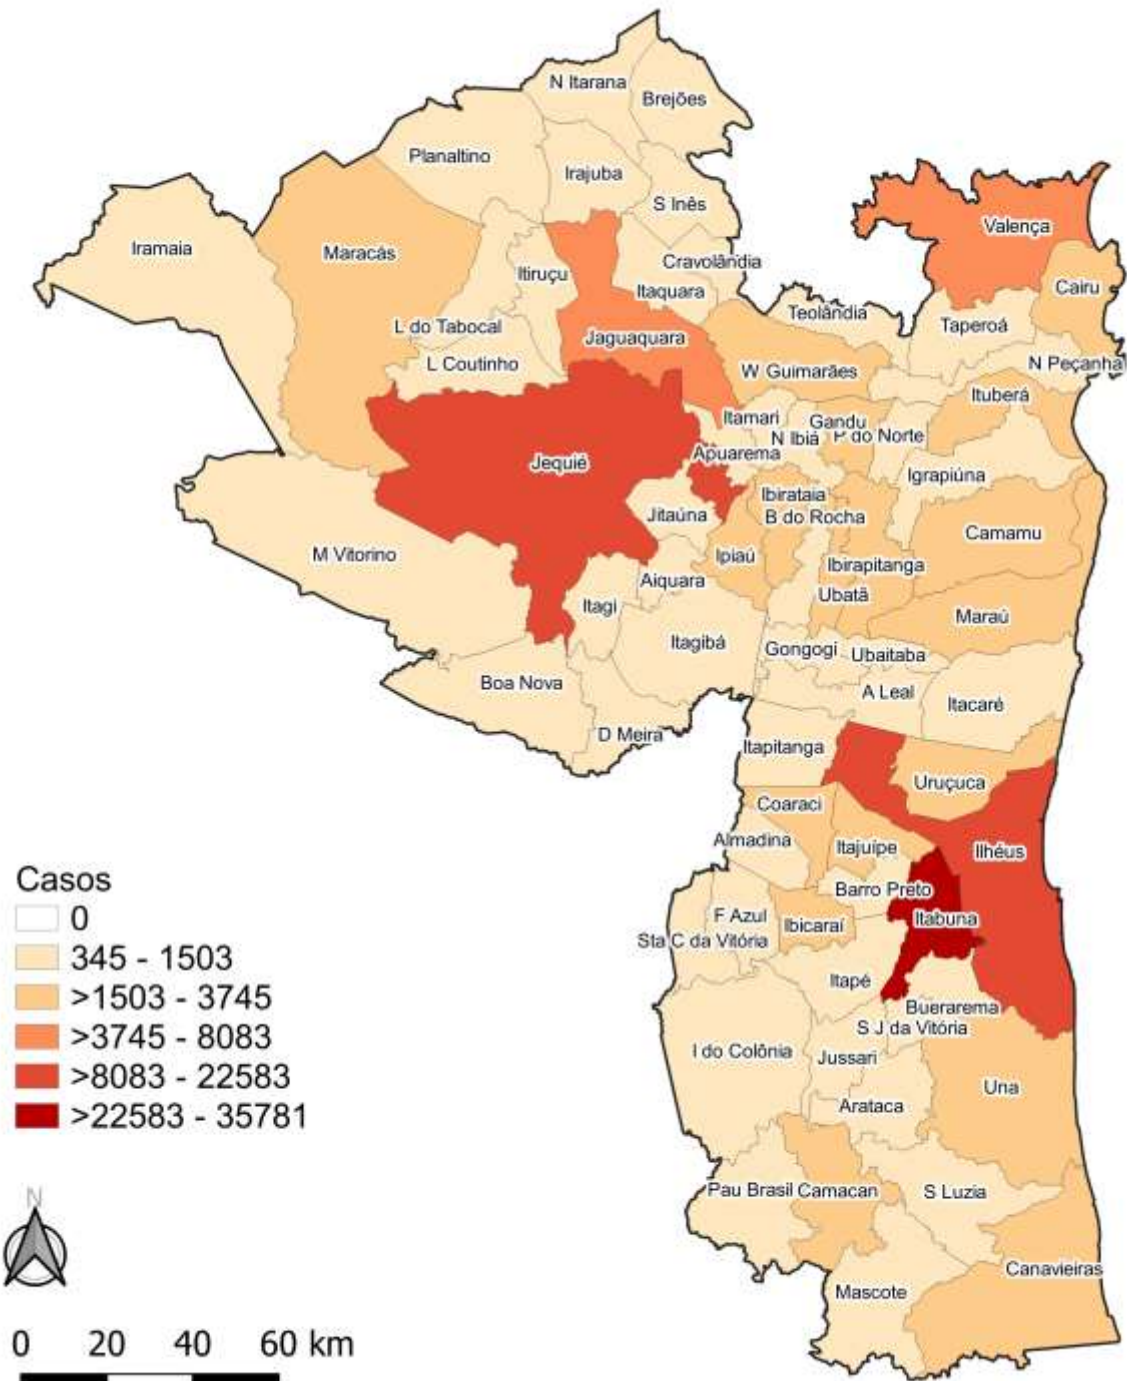 N Itarana
Brejões
Planaltino
Irajuba
S Inês
Valença
Iramaia
Maracás
Cravolândia
Itiruçu
Itaquara
Cairu
Teolândia
Taperoá
L do Tabocal
Jaguaquara
L Coutinho
W Guimarães
N Peçanha
Ituberá
Itamari
Gandu
N Ibiá
P do Norte
Apuarema
Jequié
Igrapiúna
Ibirataia
Jitaúna
B do Rocha
Camamu
M Vitorino
Ipiaú
Ibirapitanga
Aiquara
Ubatã
Itagi
Maraú
Itagibá
Gongogi
Ubaitaba
Boa Nova
A Leal
Itacaré
D Meira
Itapitanga
Uruçuca
Coaraci
Almadina
Itajuípe
Ilhéus
Barro Preto
F Azul
Ibicaraí
Itabuna
Sta C da Vitória
Itapé
Buerarema
S J da Vitória
I do Colônia
Jussari
Una
Arataca
Pau Brasil
Camacan
S Luzia
Canavieiras
Mascote
Casos
0
345 - 1503
>1503 - 3745
>3745 - 8083
>8083 - 22583
>22583 - 35781
N
0 20 40 60 km